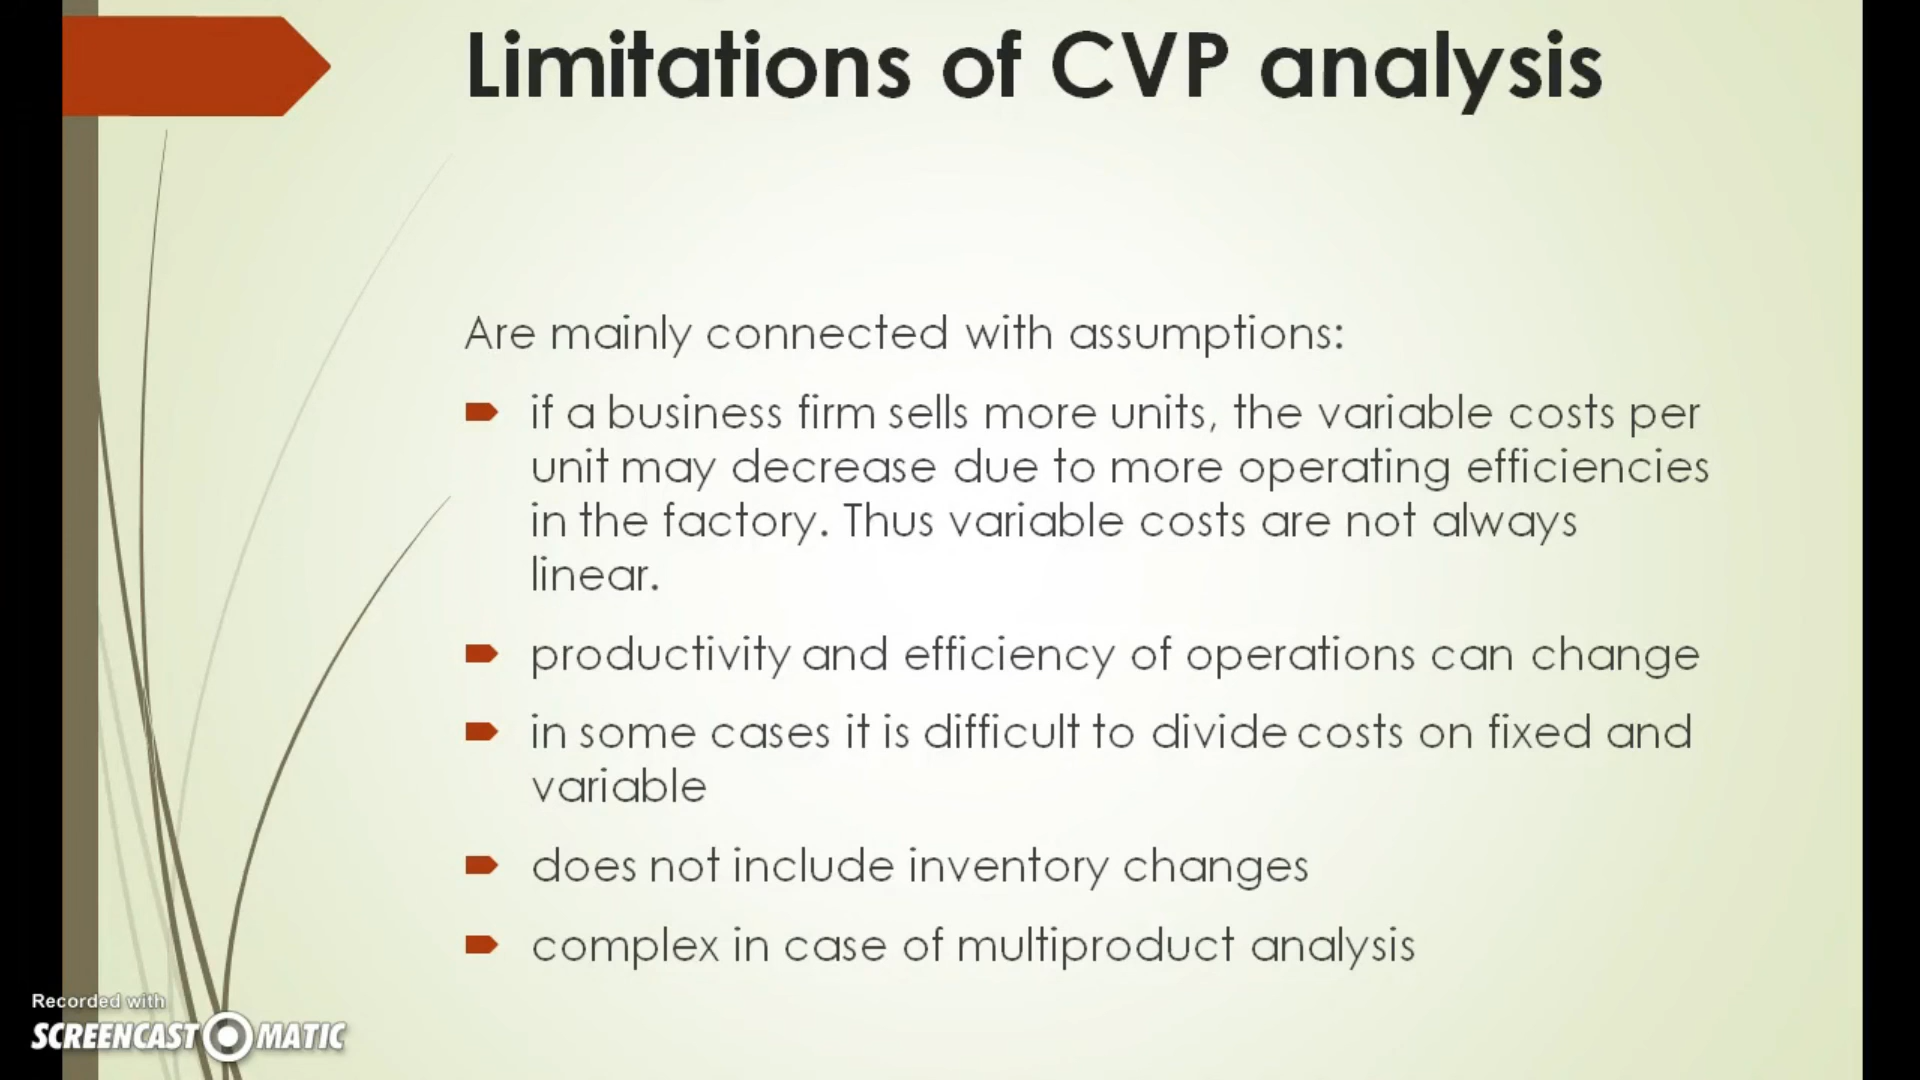 Limitations of CVP analysis
Are mainly connected with assumptions:
if a business firm sells more units, the variable costs per
unit may decrease due to more operating efficiencies
in the factory. Thus variable costs are not always
linear.
productivity and efficiency of operations can change
in some cases it is difficult to divide costs on fixed and
variable
does not include inventory changes
complex in case of multiproduct analysis
Recorded with
SCREENCAST MATIC